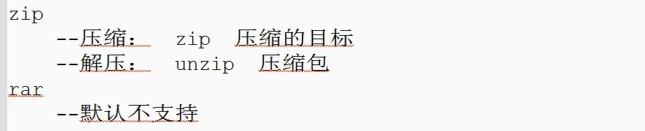 zip
--压缩： zip 压缩的目标
--解压： unzip 压缩包
rar
--默认不支持